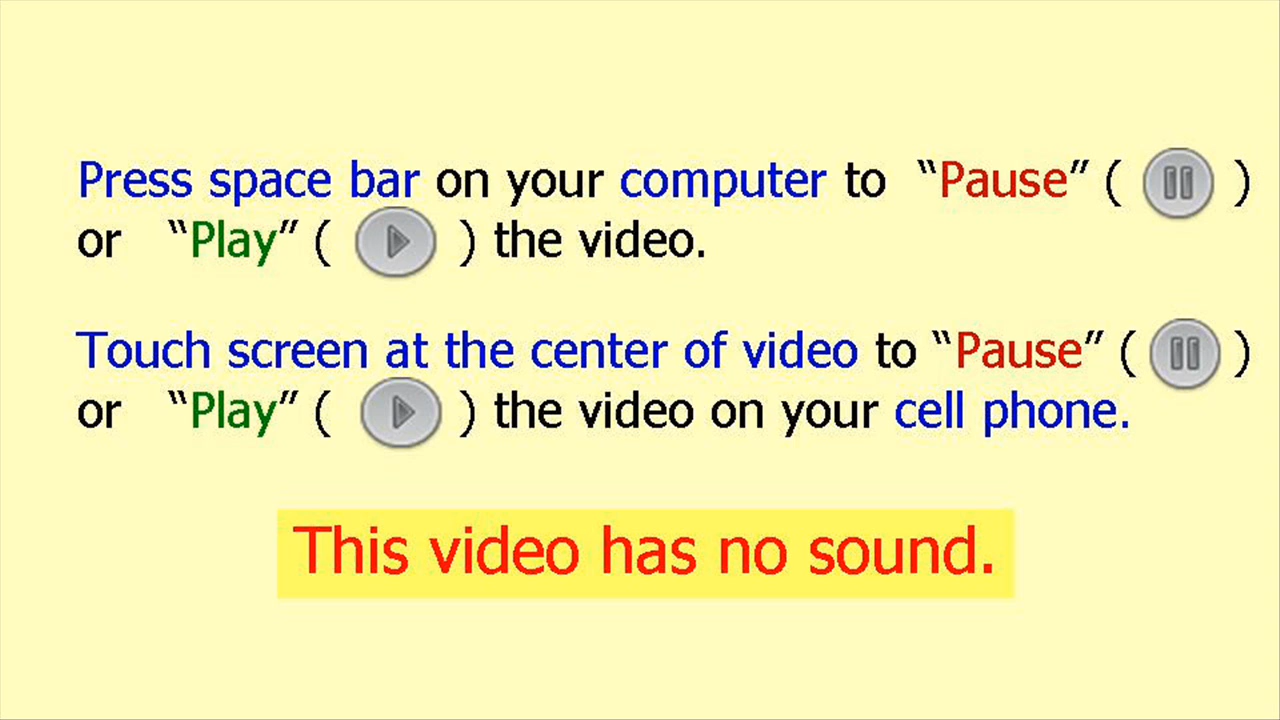 Press space bar on your computer to “Pause” ( )
or “Play” ( ) the video.
Touch screen at the center of video to “Pause” ( )
or “Play” ( ) the video on your cell phone.
This video has no sound.